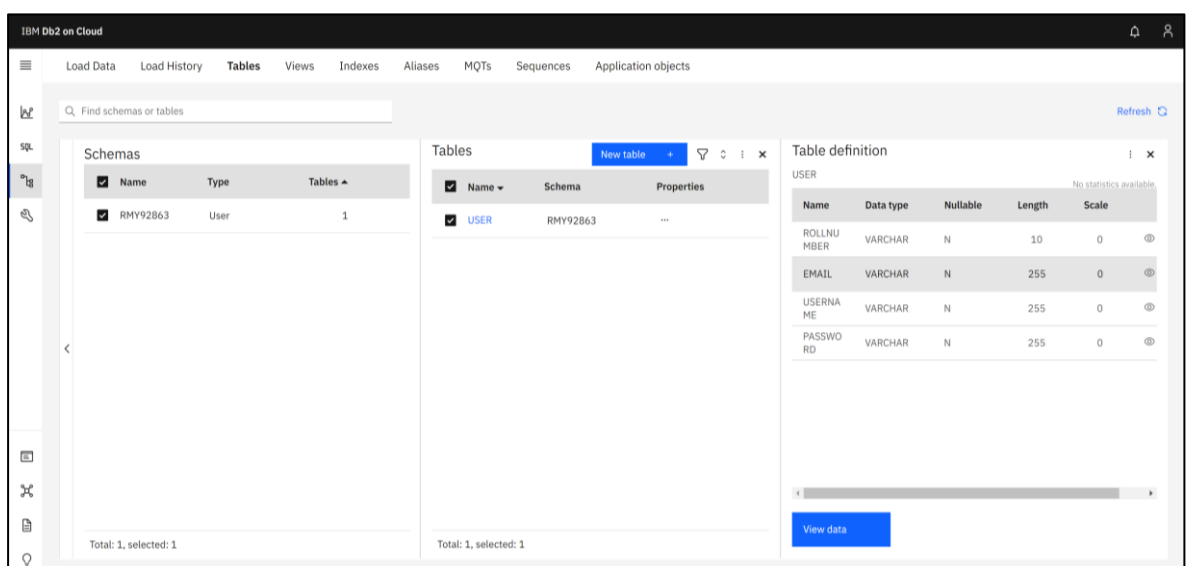 IBM Db2 on Cloud
Load Data Load History Tables Views Indexes Aliases MQTs Sequences Application objects
Find schemas or tables
Refresh
SQL
Schemas
Name Type Tables
RMY92863 User 1
Total: 1, selected: 1
Tables
New table +
Name Schema Properties
USER RMY92863 ...
Total: 1, selected: 1
Table definition
USER
No statistics available.
Name Data type Nullable Length Scale
ROLLNU
MBER VARCHAR N 10 0
EMAIL VARCHAR N 255 0
USERNA
ME VARCHAR N 255 0
PASSWO
RD VARCHAR N 255 0
View data